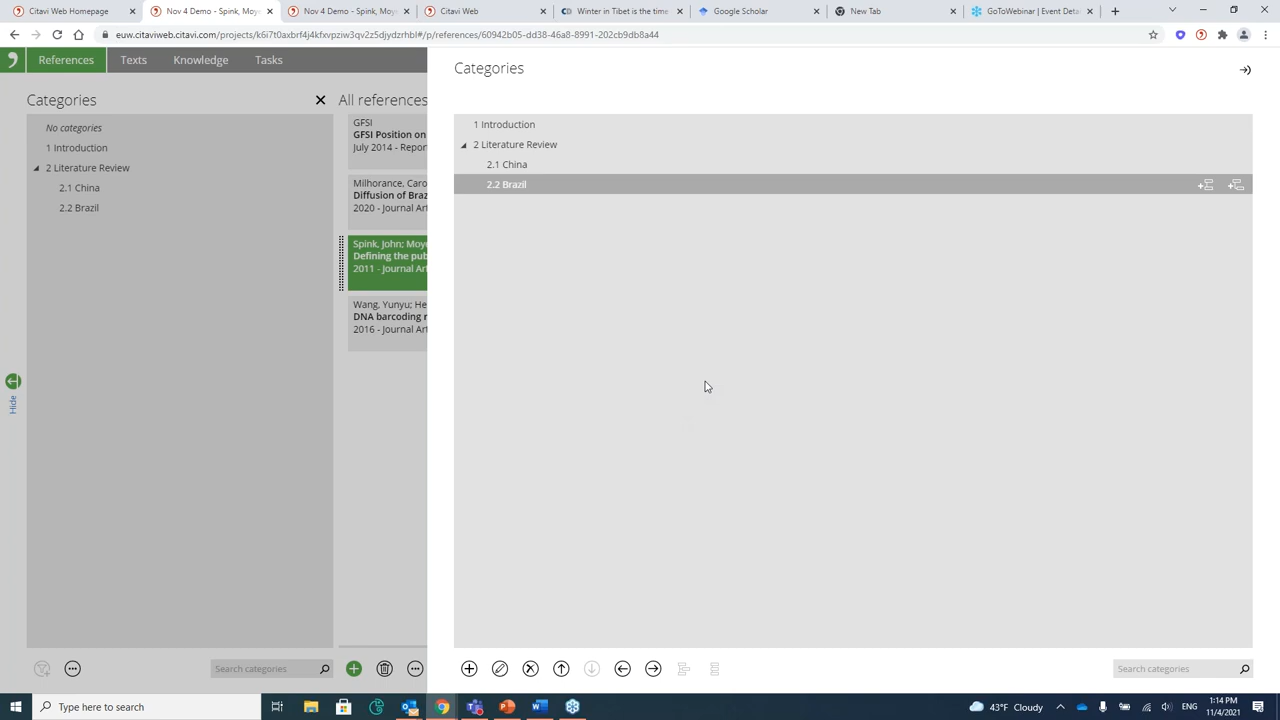 Citavi Web Homepage
Nov 4 Demo - Spink, Moye
Nov 4 Demo - Spink, Moye
Citavi Web
Winter in Tibet is the time
Google Scholar
New Tab
GoToWebinar | Event Deta
euw.citaviweb.citavi.com/projects/k6i7t0axbrf4j4kfxvpziw3qv2z5djydzrhbl#/p/references/60942b05-dd38-46a8-8991-202cb9db8a44
References
Texts
Knowledge
Tasks
Categories
No categories
1 Introduction
2 Literature Review
2.1 China
2.2 Brazil
Hide
Search categories
All references
GFSI
GFSI Position on
July 2014 - Repor
Milhorance, Caro
Diffusion of Braz
2020 - Journal Art
Spink, John; Moye
Defining the pub
2011 - Journal Art
Wang, Yunyu; He
DNA barcoding r
2016 - Journal Art
Categories
1 Introduction
2 Literature Review
2.1 China
2.2 Brazil
Search categories
Type here to search
43°F Cloudy
ENG
1:14 PM
11/4/2021